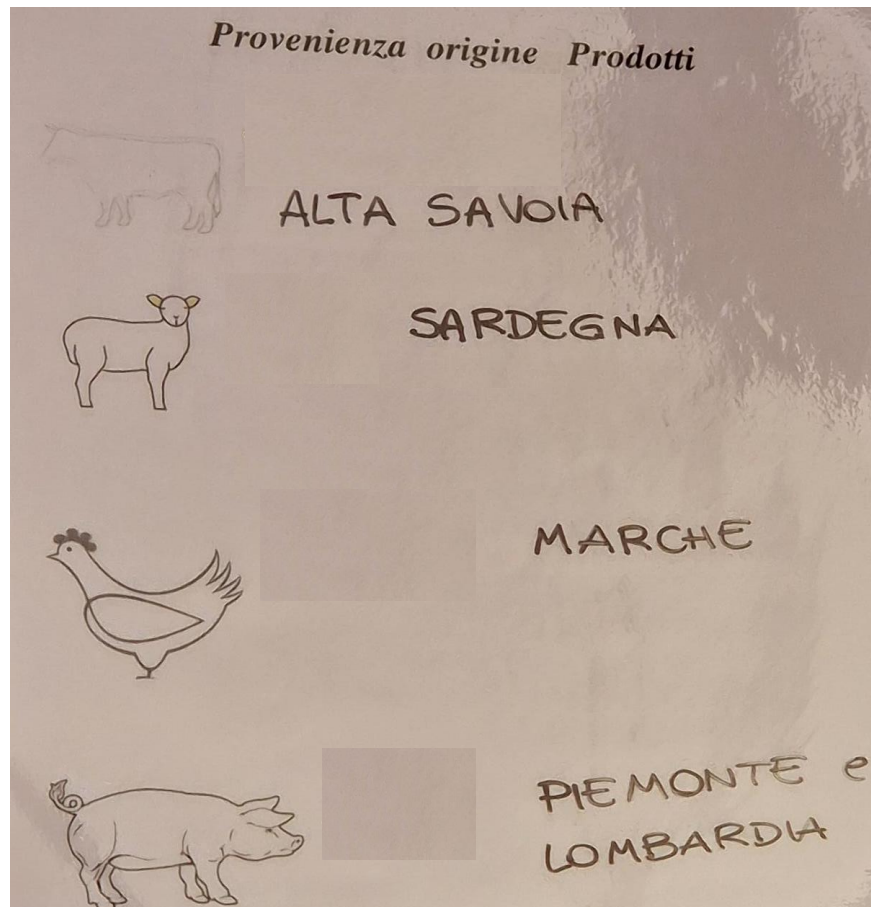 Provenienza origine Prodotti
ALTA SAVOIA
SARDEGNA
MARCHE
PIEMONTE e
LOMBARDIA